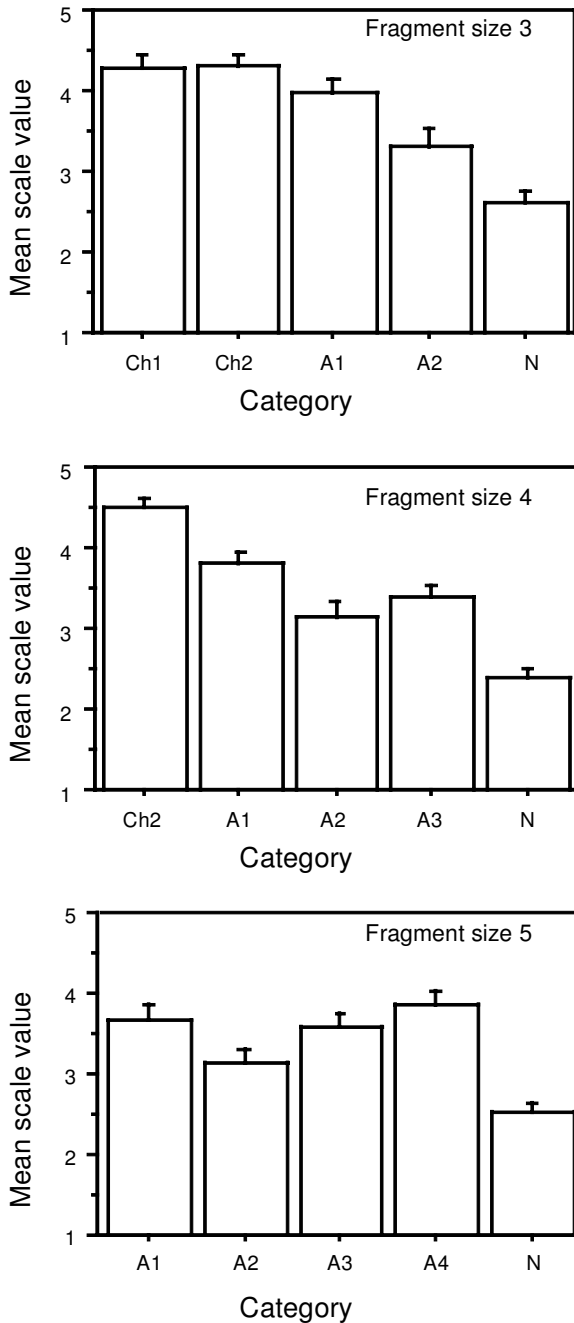 Fragment size 3
5
4
3
2
1
Mean scale value
Ch1 Ch2 A1 A2 N
Category
Fragment size 4
5
4
3
2
1
Mean scale value
Ch2 A1 A2 A3 N
Category
Fragment size 5
5
4
3
2
1
Mean scale value
A1 A2 A3 A4 N
Category